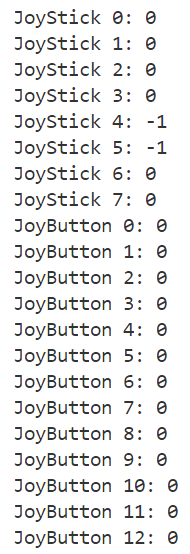 JoyStick 0: 0
JoyStick 1: 0
JoyStick 2: 0
JoyStick 3: 0
JoyStick 4: -1
JoyStick 5: -1
JoyStick 6: 0
JoyStick 7: 0
JoyButton 0: 0
JoyButton 1: 0
JoyButton 2: 0
JoyButton 3: 0
JoyButton 4: 0
JoyButton 5: 0
JoyButton 6: 0
JoyButton 7: 0
JoyButton 8: 0
JoyButton 9: 0
JoyButton 10: 0
JoyButton 11: 0
JoyButton 12: 0